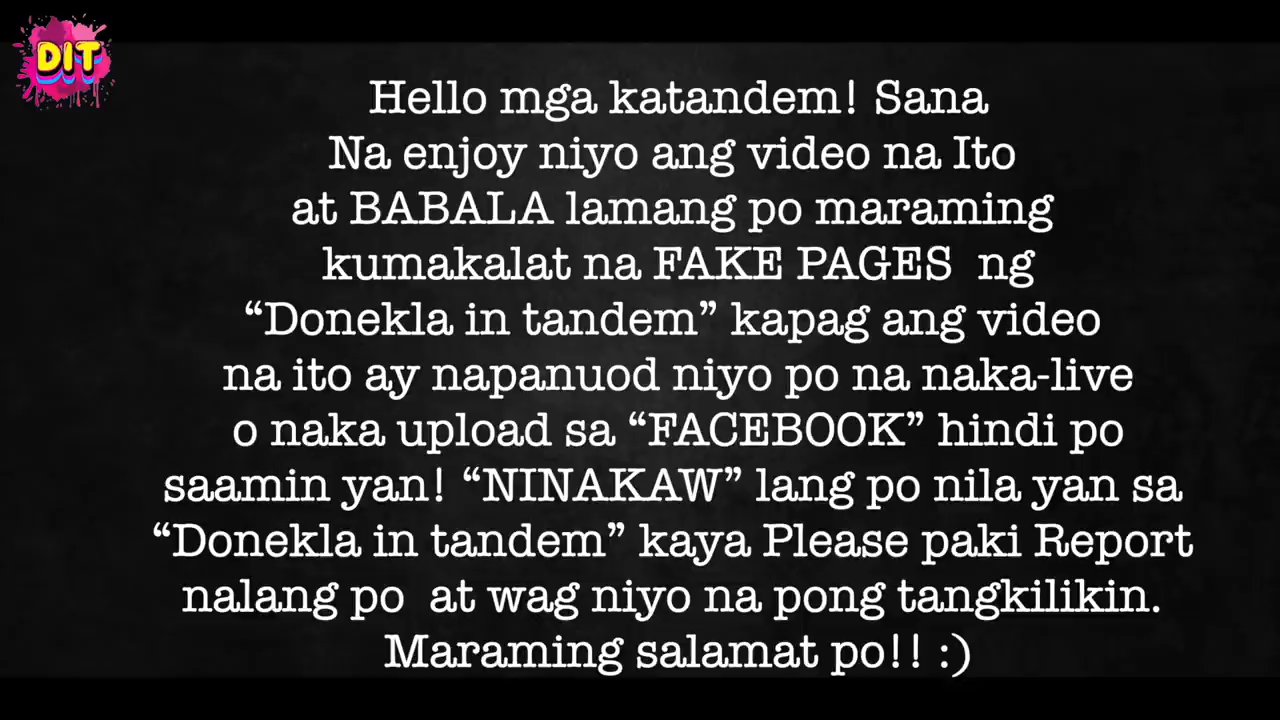 DIT
Hello mga katandem! Sana
Na enjoy niyo ang video na Ito
at BABALA lamang po maraming
kumakalat na FAKE PAGES  ng
“Donekla in tandem” kapag ang video
na ito ay napanuod niyo po na naka-live
o naka upload sa “FACEBOOK” hindi po
saamin yan! “NINAKAW” lang po nila yan sa
“Donekla in tandem” kaya Please paki Report
nalang po  at wag niyo na pong tangkilikin.
Maraming salamat po!! :)